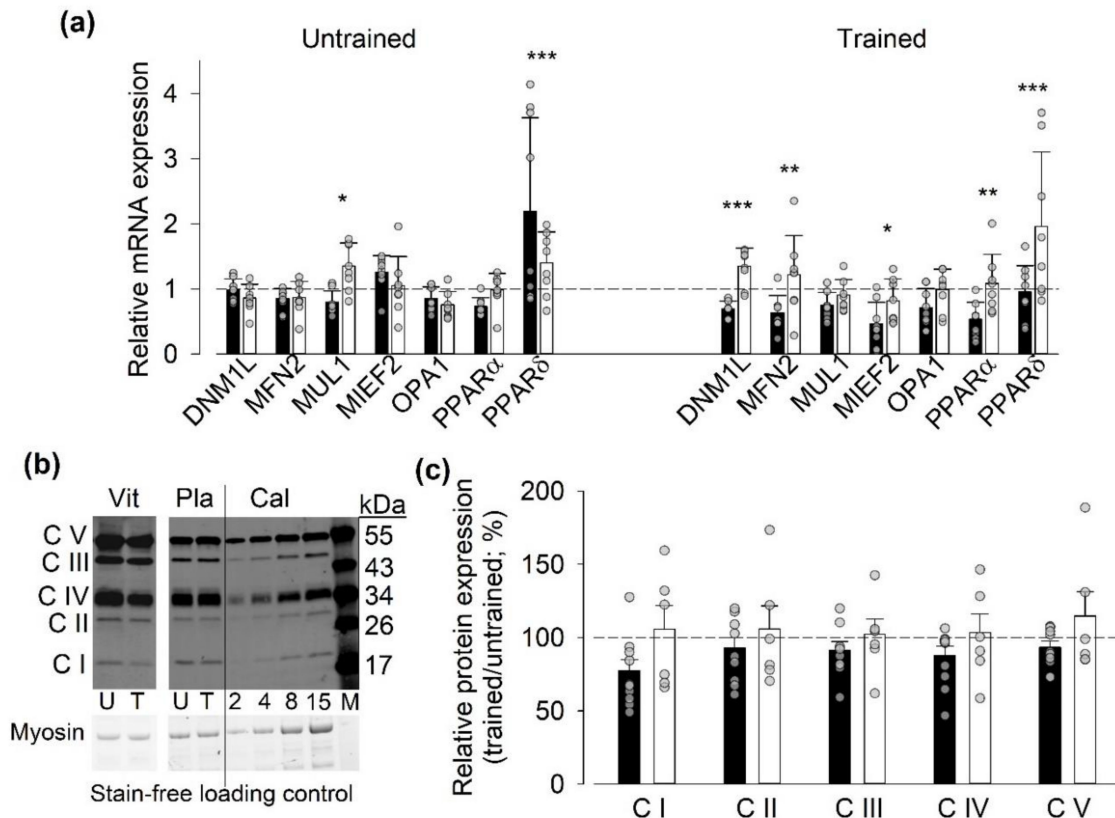 (a)
Untrained
Trained
***
***
*
***
**
*
**
Relative mRNA expression
4
3
2
1
0
DNM1L
MFN2
MUL1
MIEF2
OPA1
PPARα
PPARδ
DNM1L
MFN2
MUL1
MIEF2
OPA1
PPARα
PPARδ
(b)
Vit Pla Cal kDa
C V 55
C III 43
C IV 34
C II 26
C I 17
U T U T 2 4 8 15 M
Myosin
Stain-free loading control
(c)
Relative protein expression
(trained/untrained; %)
200
150
100
50
0
C I C II C III C IV C V